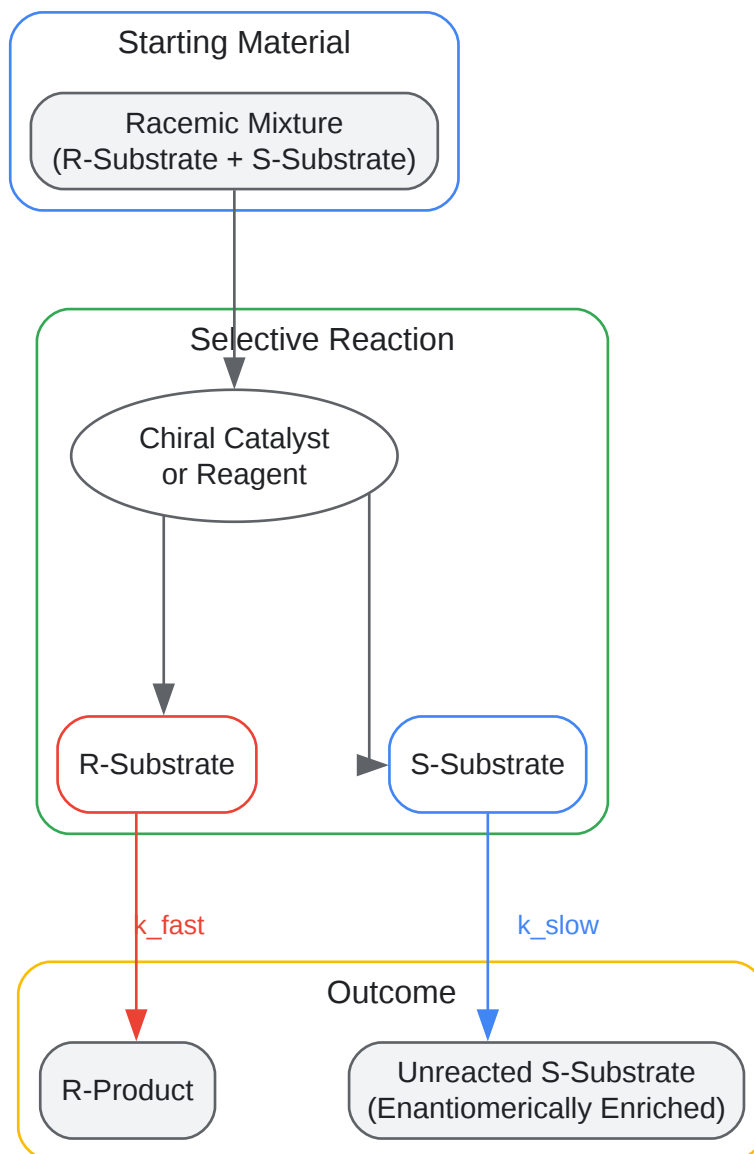 Starting Material
Racemic Mixture
(R-Substrate + S-Substrate)
Selective Reaction
Chiral Catalyst
or Reagent
R-Substrate
S-Substrate
k_fast
k_slow
Outcome
R-Product
Unreacted S-Substrate
(Enantiomerically Enriched)